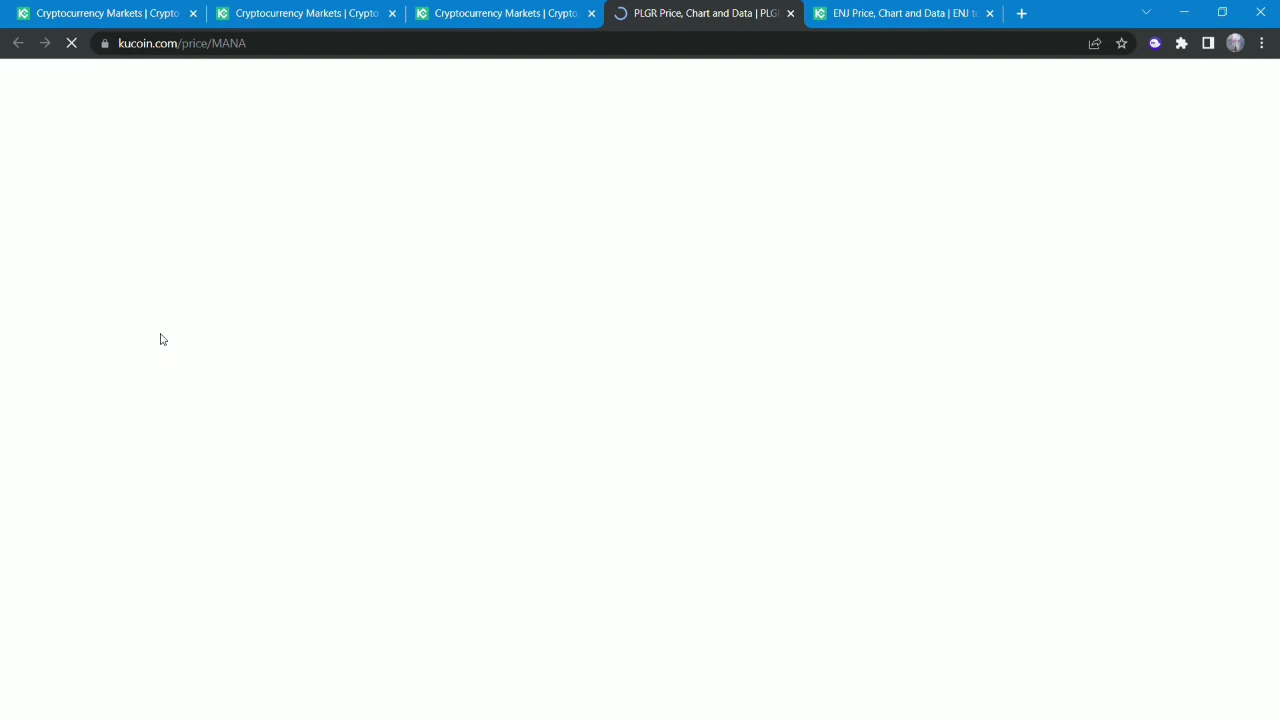 Cryptocurrency Markets | Crypto
Cryptocurrency Markets | Crypto
Cryptocurrency Markets | Crypto
PLGR Price, Chart and Data | PLG
ENJ Price, Chart and Data | ENJ
kucoin.com/price/MANA